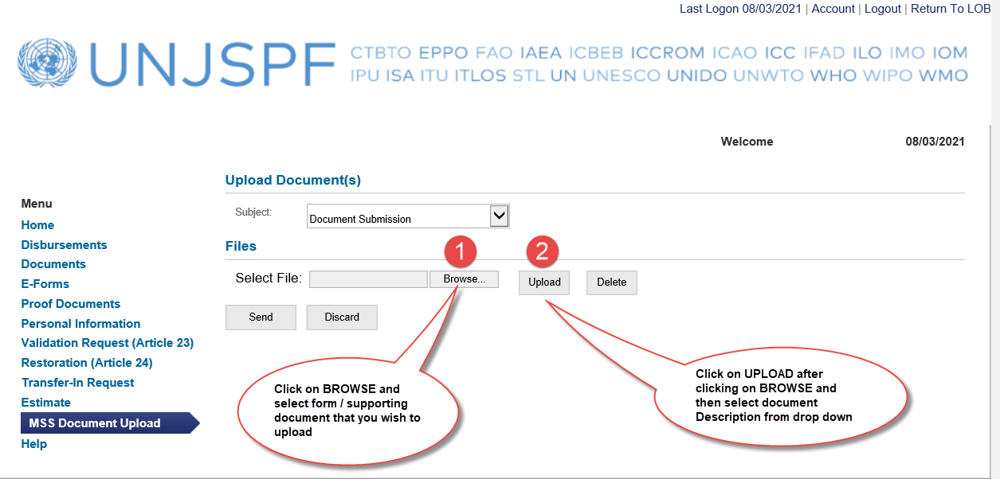 Last Logon 08/03/2021 | Account | Logout | Return To LOB
UNJSPF
CTBTO EPPO FAO IAEA ICBEB ICCROM ICAO ICC IFAD ILO IMO IOM
IPU ISA ITU ITLOS STL UN UNESCO UNIDO UNWTO WHO WIPO WMO
Welcome 08/03/2021
Upload Document(s)
Menu
Subject: Document Submission
Home
Disbursements
Documents
E-Forms
Proof Documents
Personal Information
Validation Request (Article 23)
Restoration (Article 24)
Transfer-In Request
Estimate
MSS Document Upload
Help
Files
1
2
Select File: Browse... Upload Delete
Send Discard
Click on BROWSE and
select form / supporting
document that you wish to
upload
Click on UPLOAD after
clicking on BROWSE and
then select document
Description from drop down